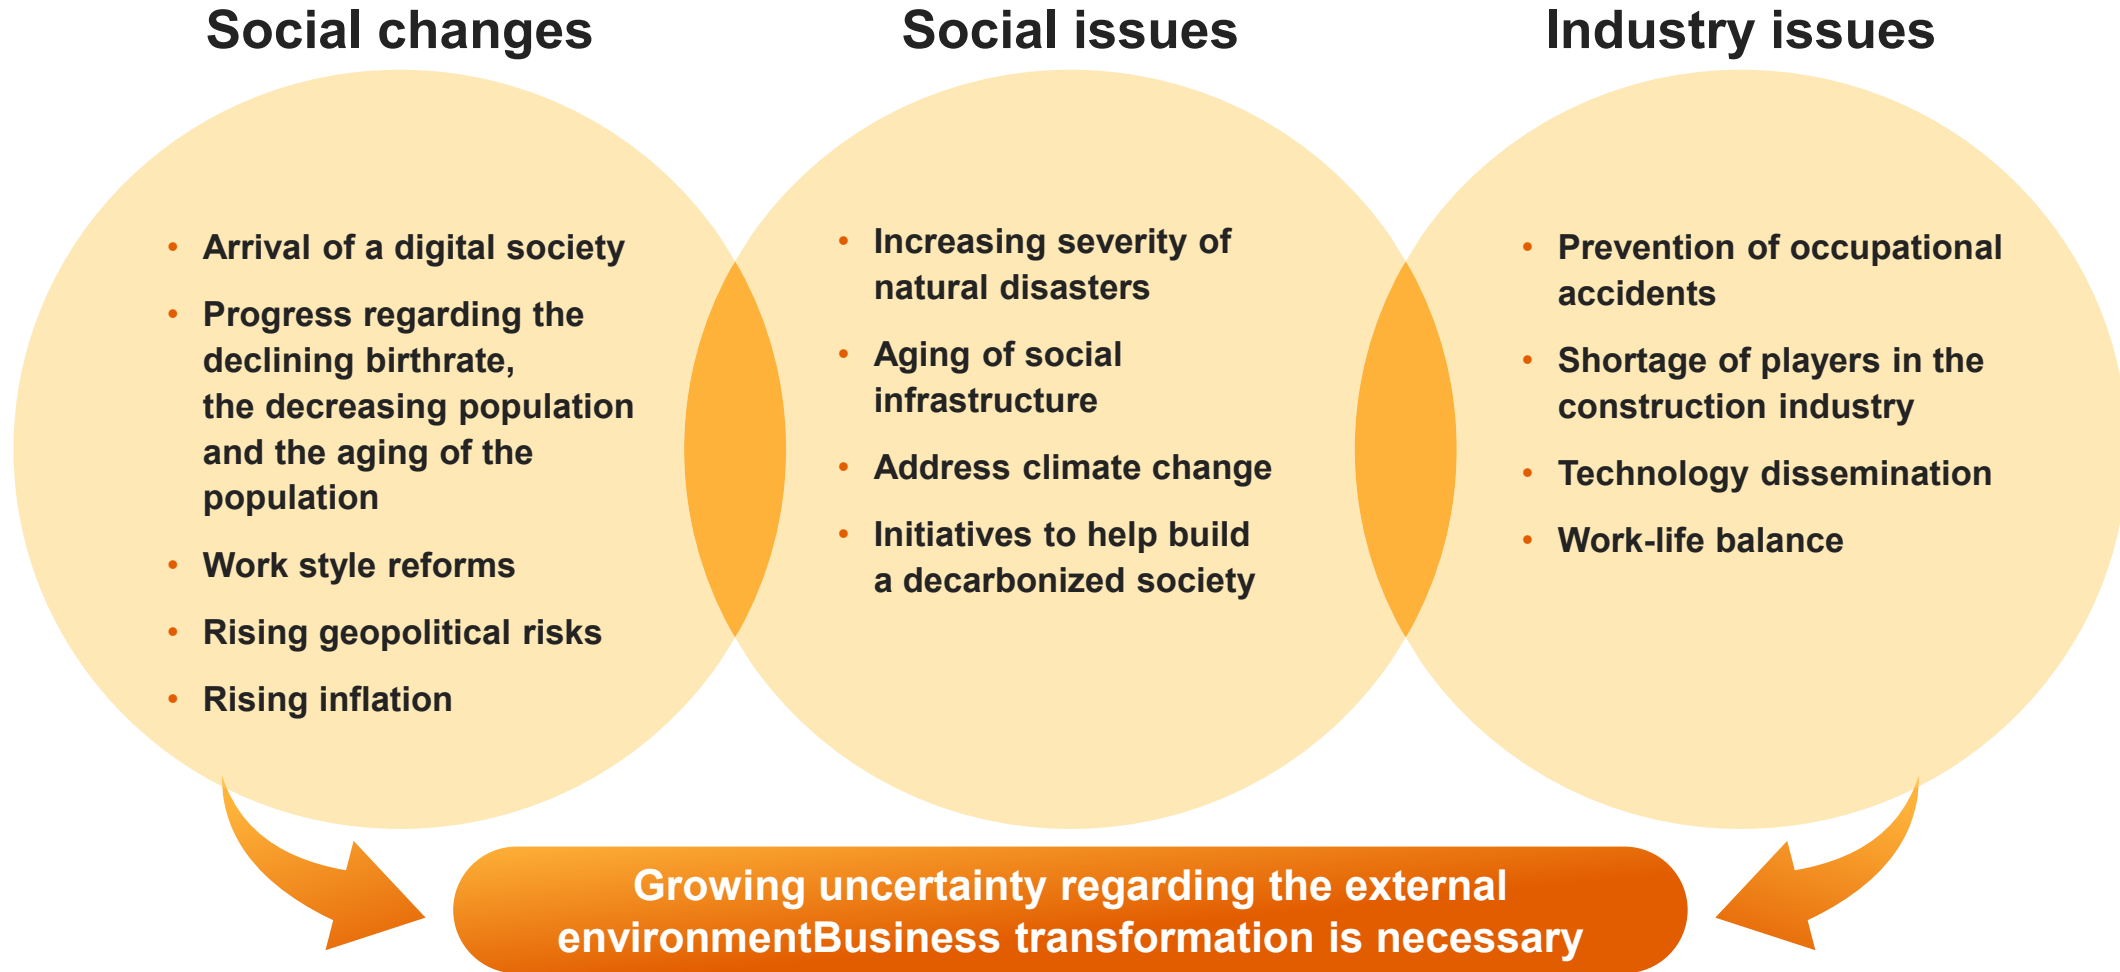 Social changes
• Arrival of a digital society
• Progress regarding the
declining birthrate,
the decreasing population
and the aging of the
population
• Work style reforms
• Rising geopolitical risks
• Rising inflation
Social issues
• Increasing severity of
natural disasters
• Aging of social
infrastructure
• Address climate change
• Initiatives to help build
a decarbonized society
Industry issues
• Prevention of occupational
accidents
• Shortage of players in the
construction industry
• Technology dissemination
• Work-life balance
Growing uncertainty regarding the external
environmentBusiness transformation is necessary